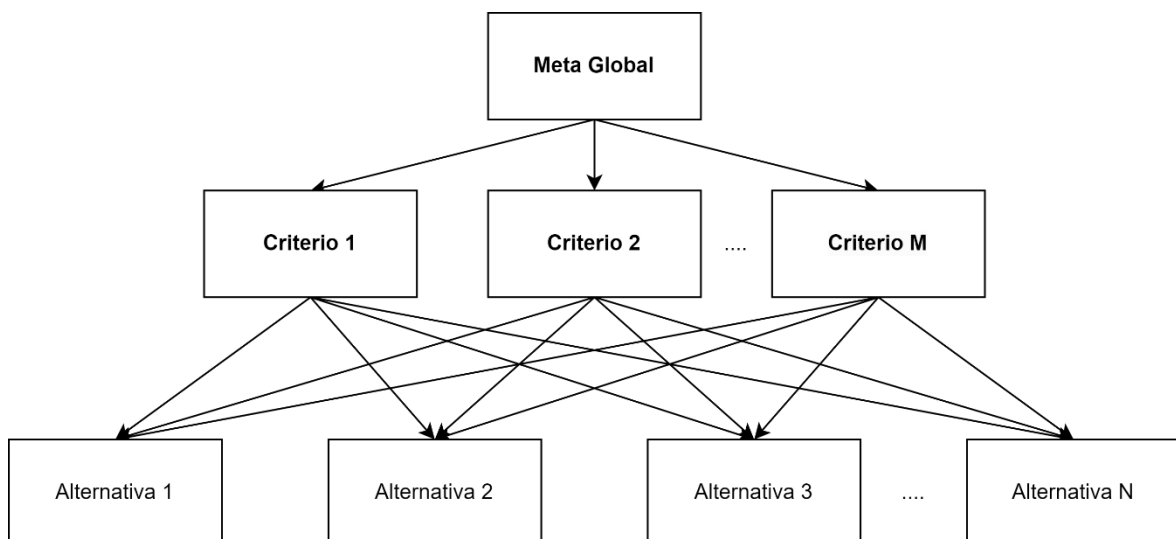 Meta Global
Criterio 1
Criterio 2
....
Criterio M
Alternativa 1
Alternativa 2
Alternativa 3
....
Alternativa N